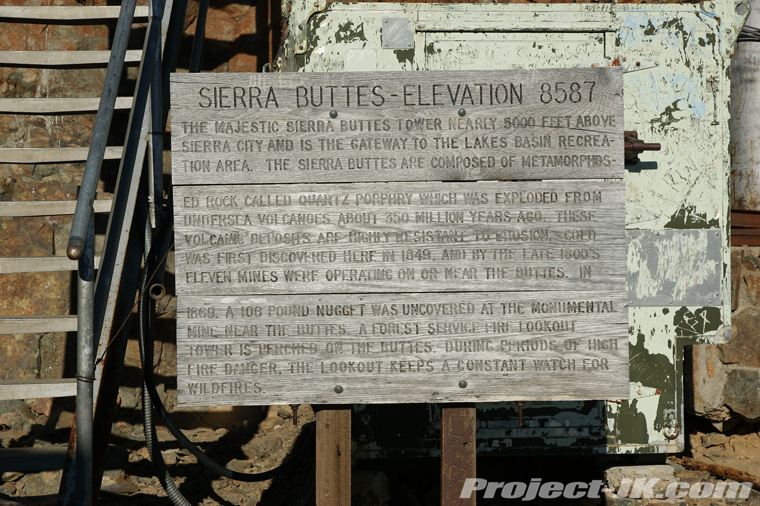 SIERRA BUTTES - ELEVATION 8587
THE MAJESTIC SIERRA BUTTES TOWER NEARLY 5000 FEET ABOVE
SIERRA CITY AND IS THE GATEWAY TO THE LAKES BASIN RECREA-
TION AREA. THE SIERRA BUTTES ARE COMPOSED OF METAMORPHOS-
ED ROCK CALLED QUARTZ PORPHRY WHICH WAS EXPLODED FROM
UNDERSEA VOLCANOES ABOUT 350 MILLION YEARS AGO. THESE
VOLCANIC DEPOSITS ARE HIGHLY RESISTANT TO EROSION. GOLD
WAS FIRST DISCOVERED HERE IN 1849, AND BY THE LATE 1800'S
ELEVEN MINES WERE OPERATING ON OR NEAR THE BUTTES. IN
1869, A 106 POUND NUGGET WAS UNCOVERED AT THE MONUMENTAL
MINE NEAR THE BUTTES. A FOREST SERVICE FIRE LOOKOUT
TOWER IS PERCHED ON THE BUTTES. DURING PERIODS OF HIGH
FIRE DANGER, THE LOOKOUT KEEPS A CONSTANT WATCH FOR
WILDFIRES.
Project-JK.com